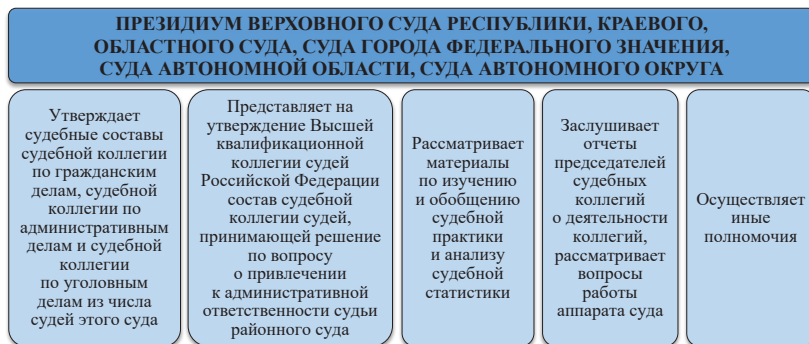 ПРЕЗИДИУМ ВЕРХОВНОГО СУДА РЕСПУБЛИКИ, КРАЕВОГО,
ОБЛАСТНОГО СУДА, СУДА ГОРОДА ФЕДЕРАЛЬНОГО ЗНАЧЕНИЯ,
СУДА АВТОНОМНОЙ ОБЛАСТИ, СУДА АВТОНОМНОГО ОКРУГА
Утверждает
судебные составы
судебной коллегии
по гражданским
делам, судебной
коллегии по
административным
делам и судебной
коллегии
по уголовным
делам из числа
судей этого суда
Представляет на
утверждение Высшей
квалификационной
коллегии судей
Российской Федерации
состав судебной
коллегии судей,
принимающей решение
по вопросу
о привлечении
к административной
ответственности судьи
районного суда
Рассматривает
материалы
по изучению
и обобщению
судебной
практики
и анализу
судебной
статистики
Заслушивает
отчеты
председателей
судебных
коллегий
о деятельности
коллегий,
рассматривает
вопросы
работы
аппарата суда
Осуществляет
иные
полномочия